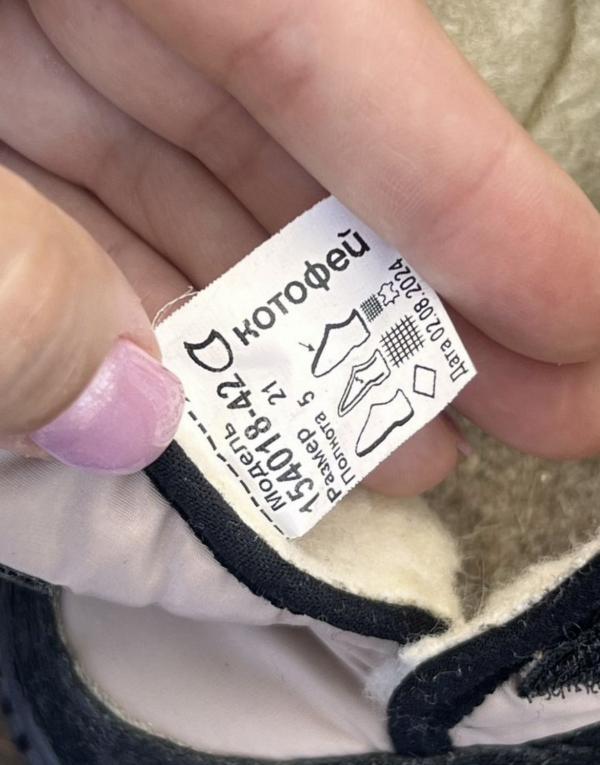 котофей
Модель
154018-42
Размер 21
Полнота 5
Дата 02.08.2024